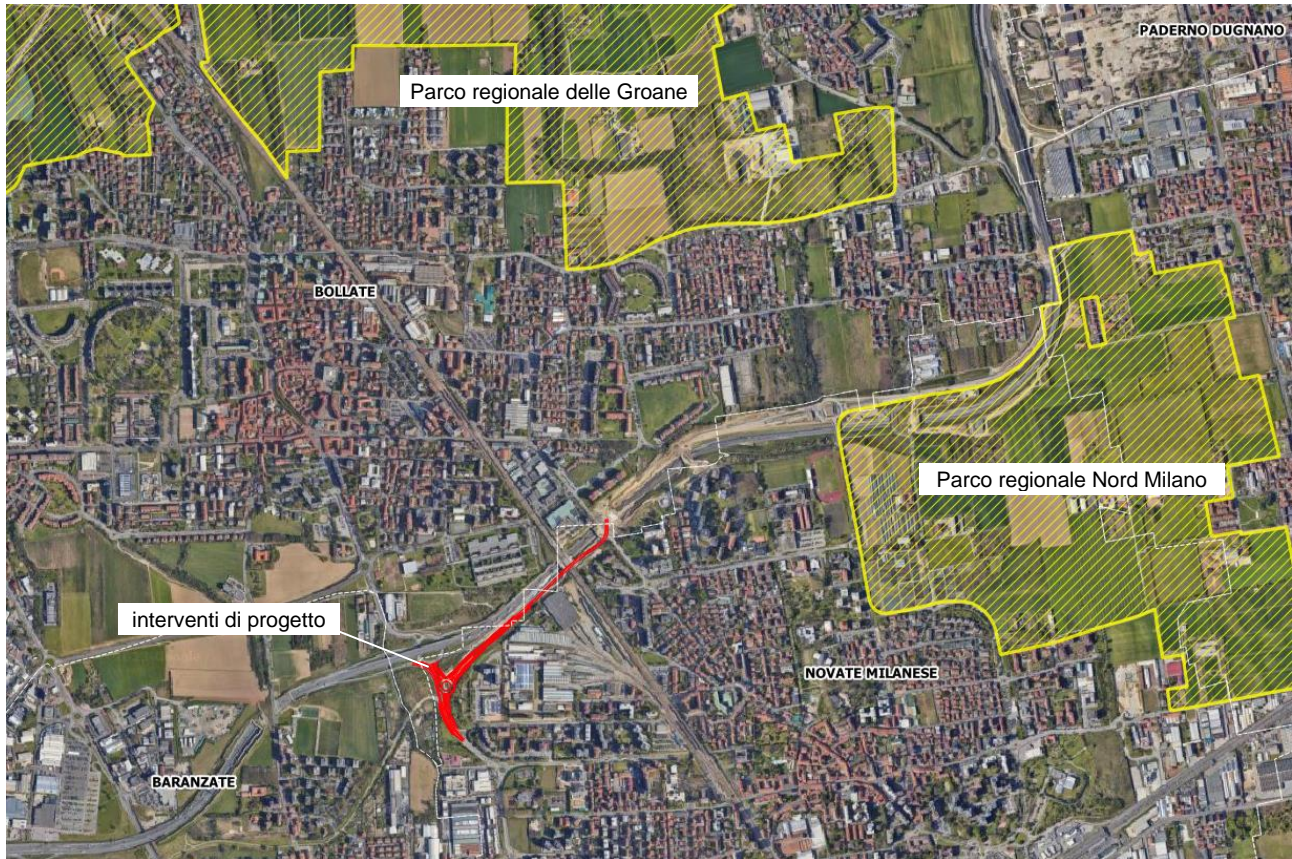 PADERNO DUGNANO
Parco regionale delle Groane
BOLLATE
Parco regionale Nord Milano
interventi di progetto
NOVATE MILANESE
BARANZATE